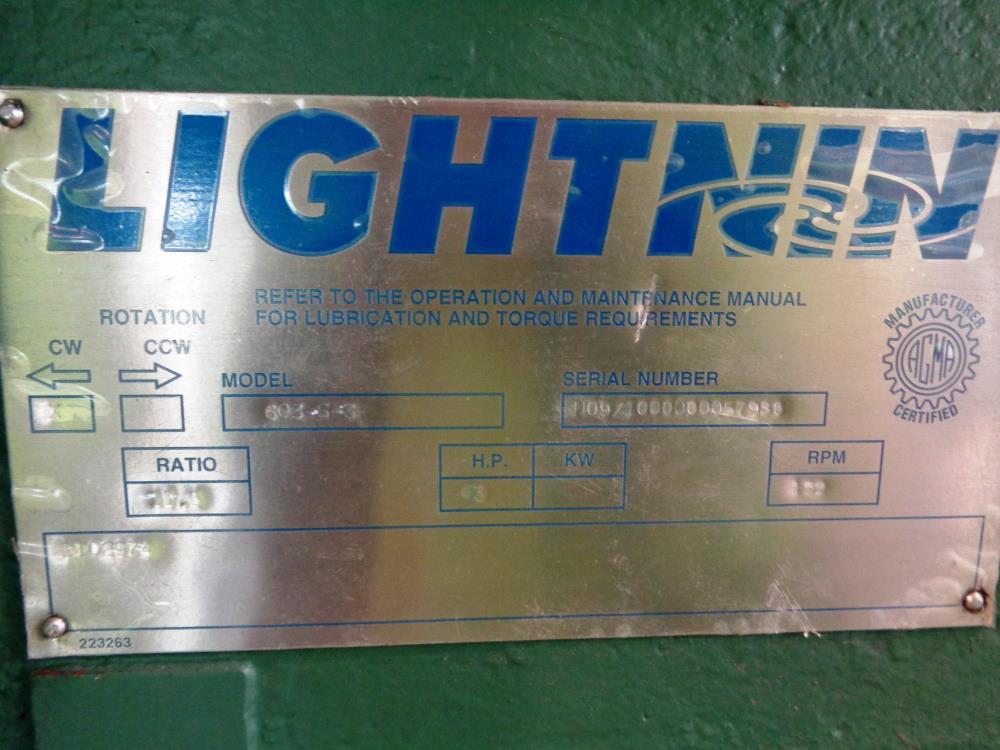 LIGHTNIN
REFER TO THE OPERATION AND MAINTENANCE MANUAL
FOR LUBRICATION AND TORQUE REQUIREMENTS
ROTATION
CW CCW
MODEL
SERIAL NUMBER
MANUFACTURER
AGMA
CERTIFIED
RATIO
H.P. KW
RPM
223263